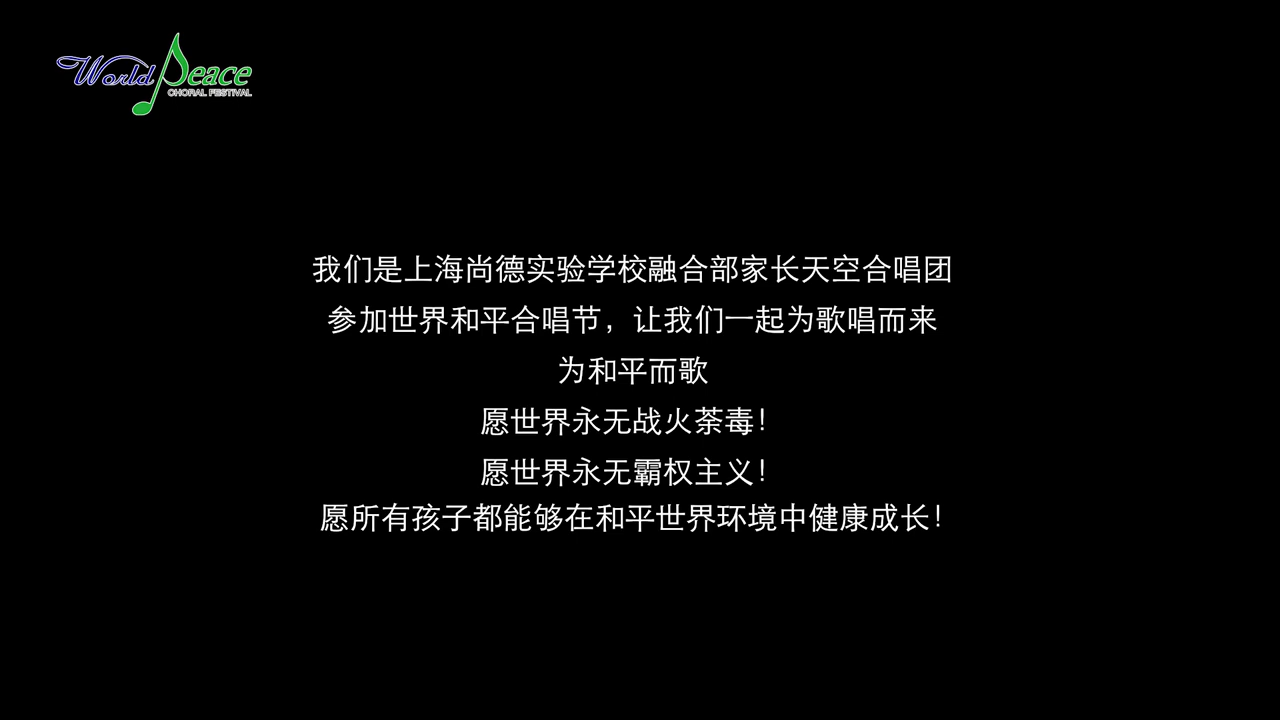 World Peace
CHORAL FESTIVAL
我们是上海尚德实验学校融合部家长天空合唱团
参加世界和平合唱节，让我们一起为歌唱而来
为和平而歌
愿世界永无战火荼毒！
愿世界永无霸权主义！
愿所有孩子都能够在和平世界环境中健康成长！